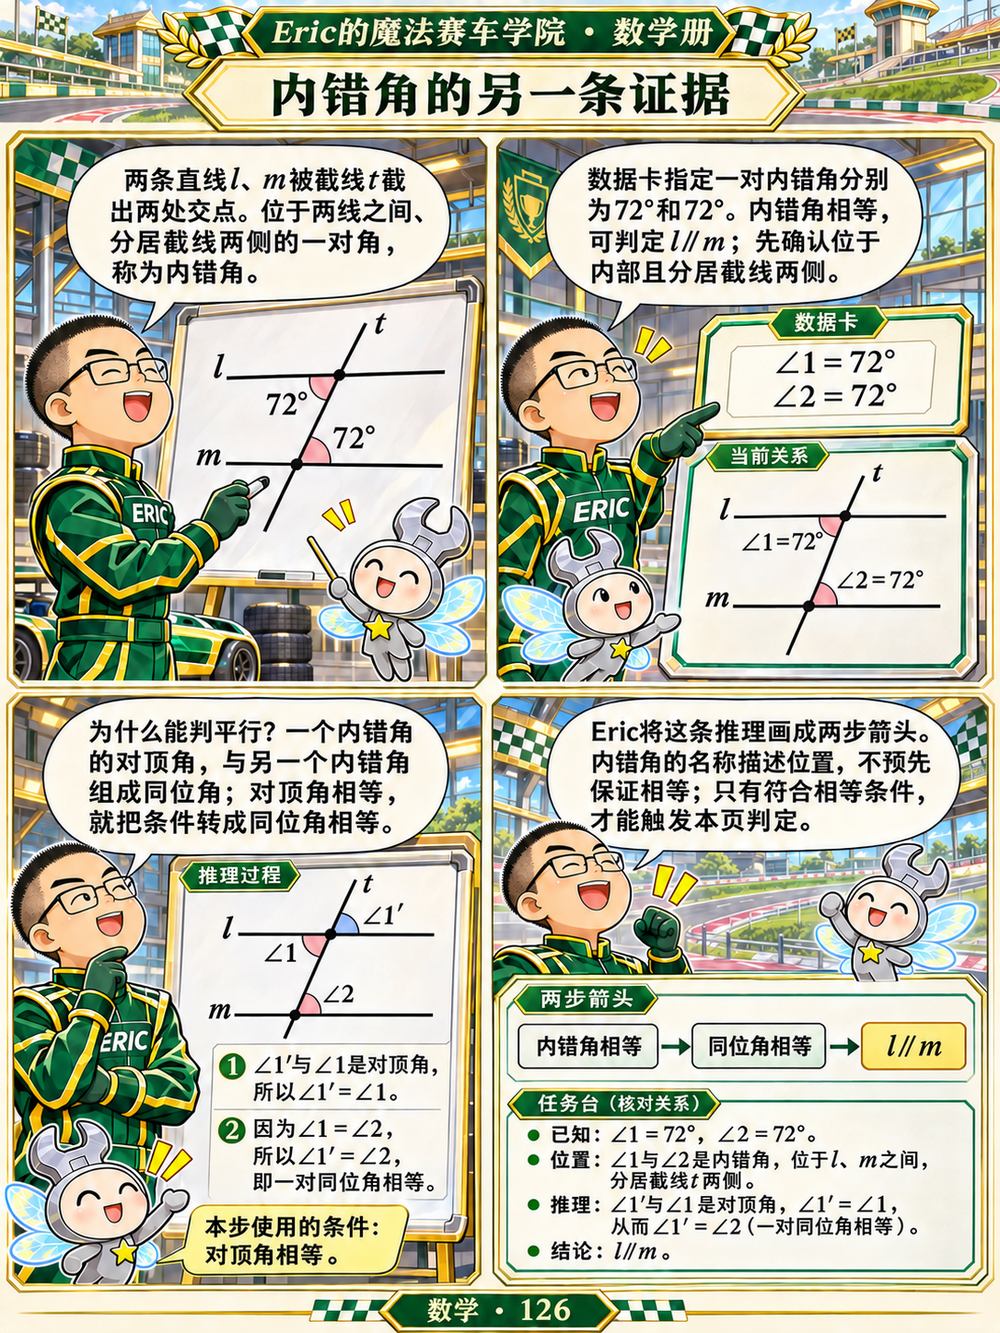 Eric的魔法赛车学院 · 数学册
内错角的另一条证据
两条直线l、m被截线t截
出两处交点。位于两线之间、
分居截线两侧的一对角，
称为内错角。
t
l
72°
72°
m
ERIC
数据卡指定一对内错角分别
为72°和72°。内错角相等，
可判定l//m；先确认位于
内部且分居截线两侧。
数据卡
∠1 = 72°
∠2 = 72°
当前关系
t
l
∠1=72°
∠2=72°
m
ERIC
为什么能判平行？一个内错角
的对顶角，与另一个内错角
组成同位角；对顶角相等，
就把条件转成同位角相等。
推理过程
t
l
∠1′
∠1
∠2
m
ERIC
1 ∠1′与∠1是对顶角，
所以∠1′=∠1。
2 因为∠1=∠2，
所以∠1′=∠2，
即一对同位角相等。
本步使用的条件：
对顶角相等。
Eric将这条推理画成两步箭头。
内错角的名称描述位置，不预先
保证相等；只有符合相等条件，
才能触发本页判定。
两步箭头
内错角相等 → 同位角相等 → l//m
任务台（核对关系）
● 已知：∠1=72°，∠2=72°。
● 位置：∠1与∠2是内错角，位于l、m之间，
分居截线t两侧。
● 推理：∠1′与∠1是对顶角，∠1′=∠1，
从而∠1′=∠2（一对同位角相等）。
● 结论：l//m。
数学 · 126